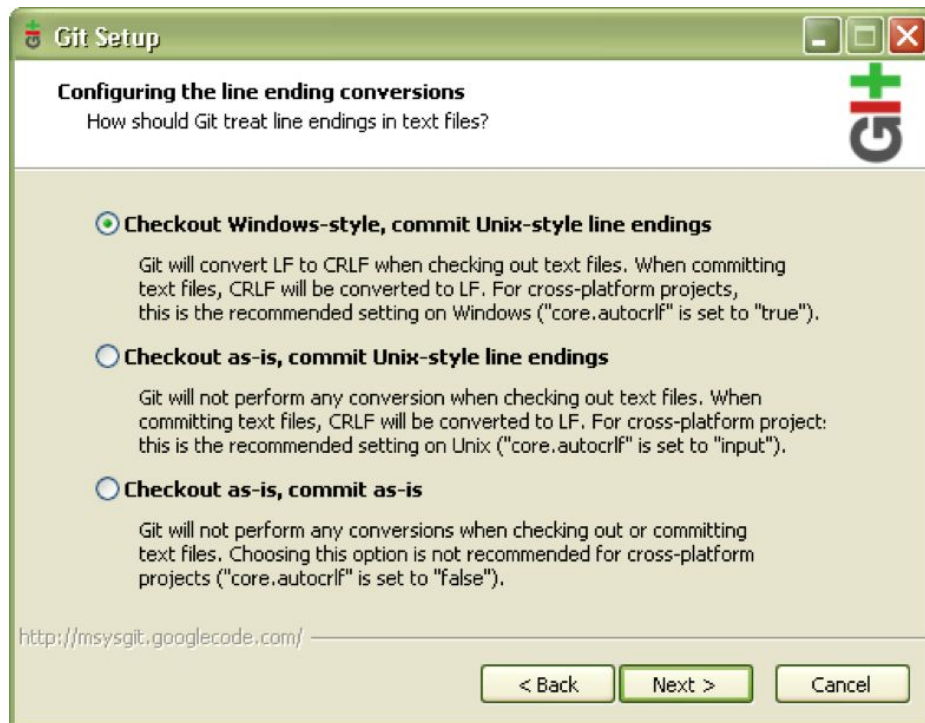 Git Setup
Configuring the line ending conversions
How should Git treat line endings in text files?
GIt
Checkout Windows-style, commit Unix-style line endings
Git will convert LF to CRLF when checking out text files. When committing
text files, CRLF will be converted to LF. For cross-platform projects,
this is the recommended setting on Windows ("core.autocrlf" is set to "true").
Checkout as-is, commit Unix-style line endings
Git will not perform any conversion when checking out text files. When
committing text files, CRLF will be converted to LF. For cross-platform project:
this is the recommended setting on Unix ("core.autocrlf" is set to "input").
Checkout as-is, commit as-is
Git will not perform any conversions when checking out or committing
text files. Choosing this option is not recommended for cross-platform
projects ("core.autocrlf" is set to "false").
http://msysgit.googlecode.com/
< Back
Next >
Cancel